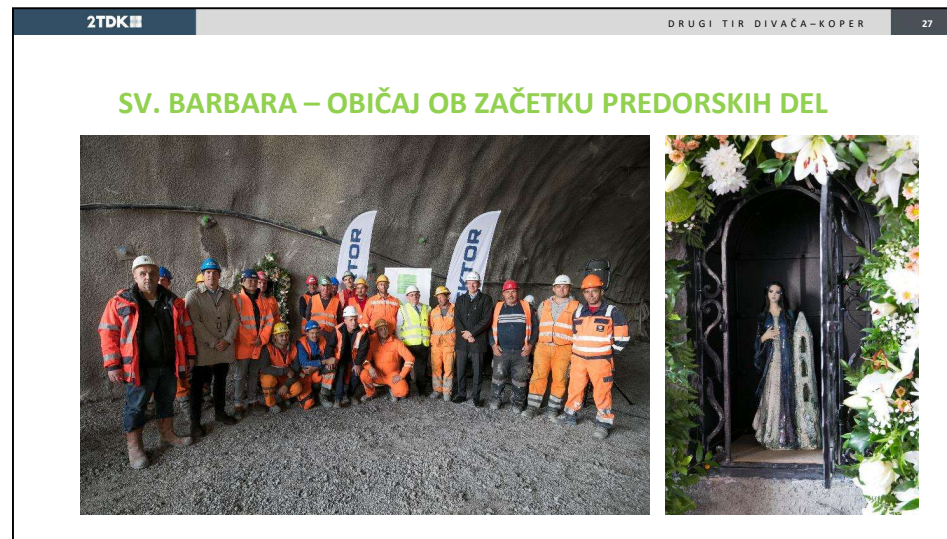 2TDK
DRUGI TIR DIVAČA–KOPER
27
SV. BARBARA – OBIČAJ OB ZAČETKU PREDORSKIH DEL